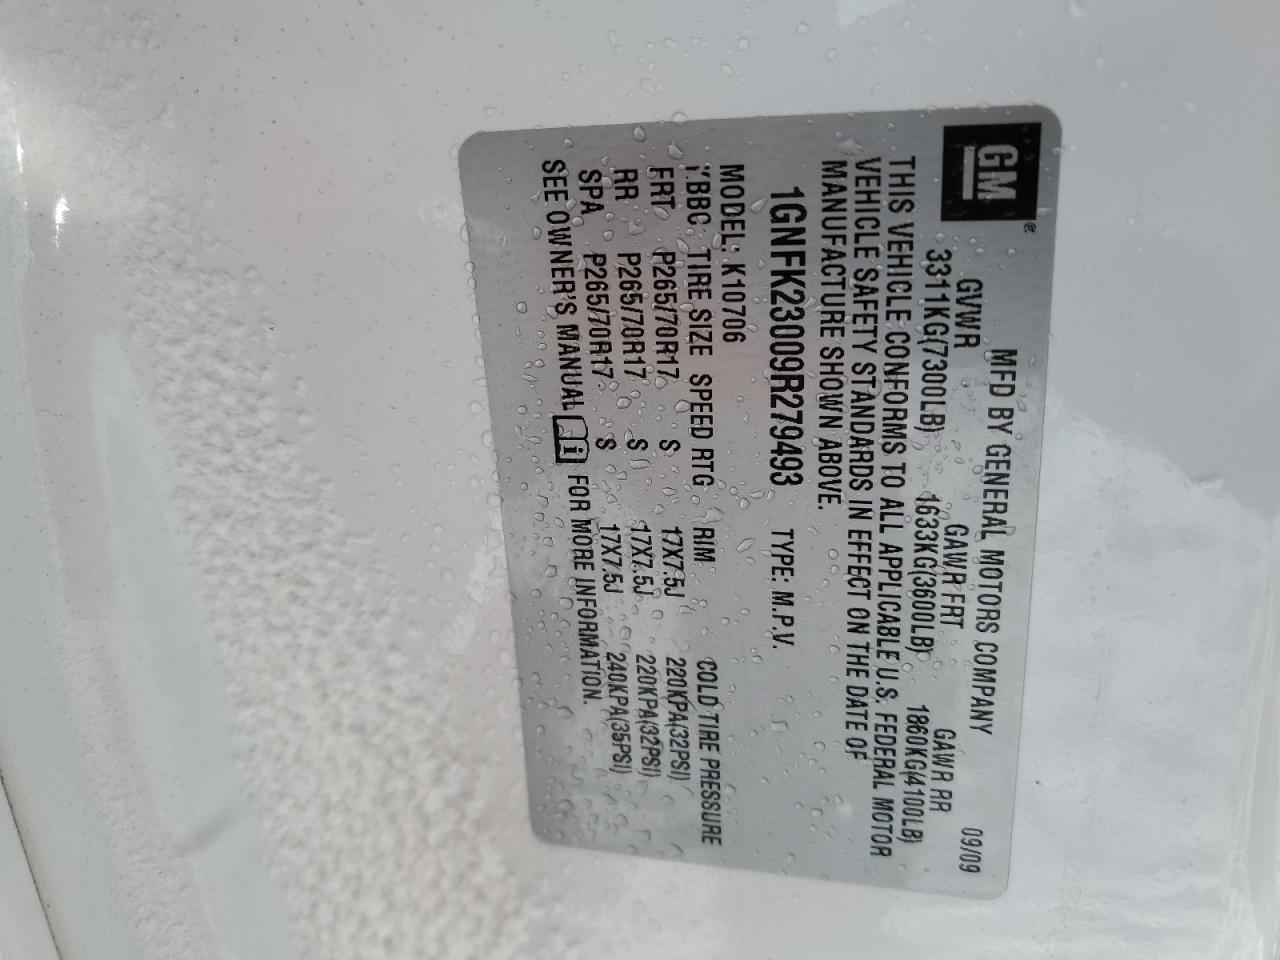 GM®
MFD BY GENERAL MOTORS COMPANY 09/09
GVWR GAWR FRT GAWR RR
3311KG(7300LB) 1633KG(3600LB) 1860KG(4100LB)
THIS VEHICLE CONFORMS TO ALL APPLICABLE U.S. FEDERAL MOTOR
VEHICLE SAFETY STANDARDS IN EFFECT ON THE DATE OF
MANUFACTURE SHOWN ABOVE.
1GNFK23009R279493 TYPE: M.P.V.
MODEL: K10706
TIRE SIZE SPEED RTG RIM COLD TIRE PRESSURE
FRT P265/70R17 S 17X7.5J 220KPA(32PSI)
RR P265/70R17 S 17X7.5J 220KPA(32PSI)
SPA P265/70R17 S 17X7.5J 240KPA(35PSI)
SEE OWNER'S MANUAL i FOR MORE INFORMATION.